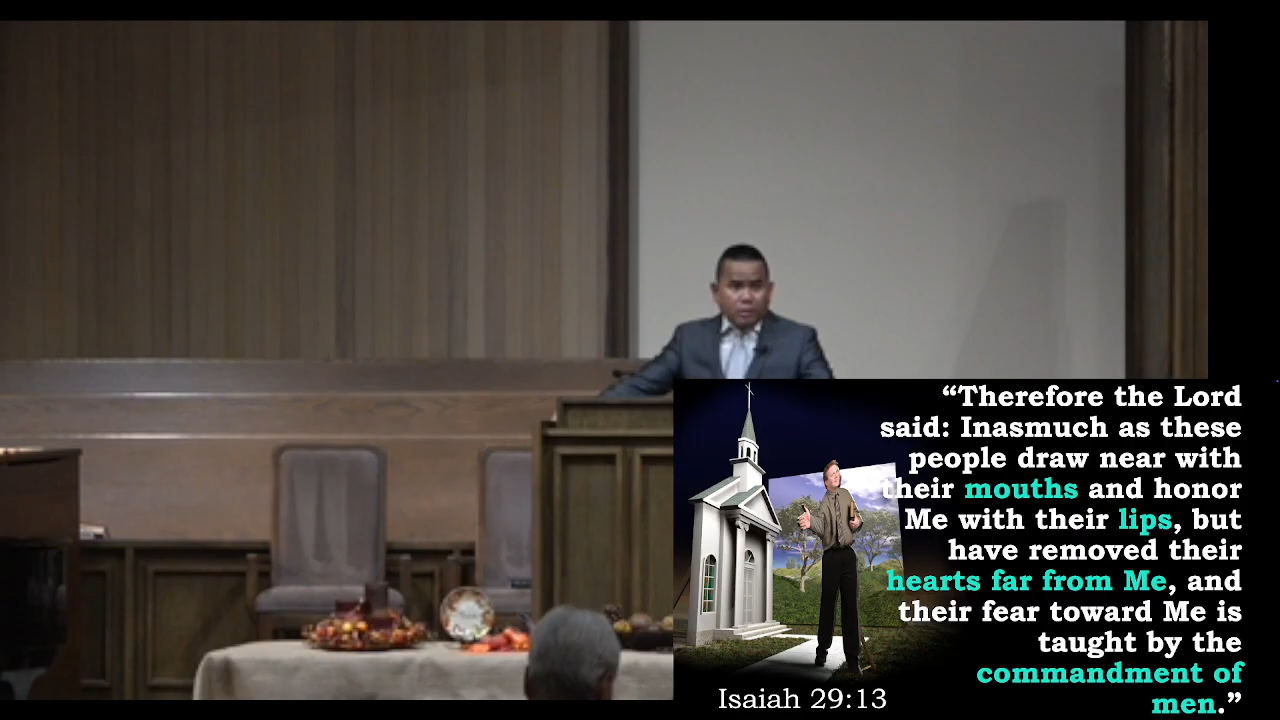 “Therefore the Lord
said: Inasmuch as these
people draw near with
their mouths and honor
Me with their lips, but
have removed their
hearts far from Me, and
their fear toward Me is
taught by the
commandment of
men.”
Isaiah 29:13